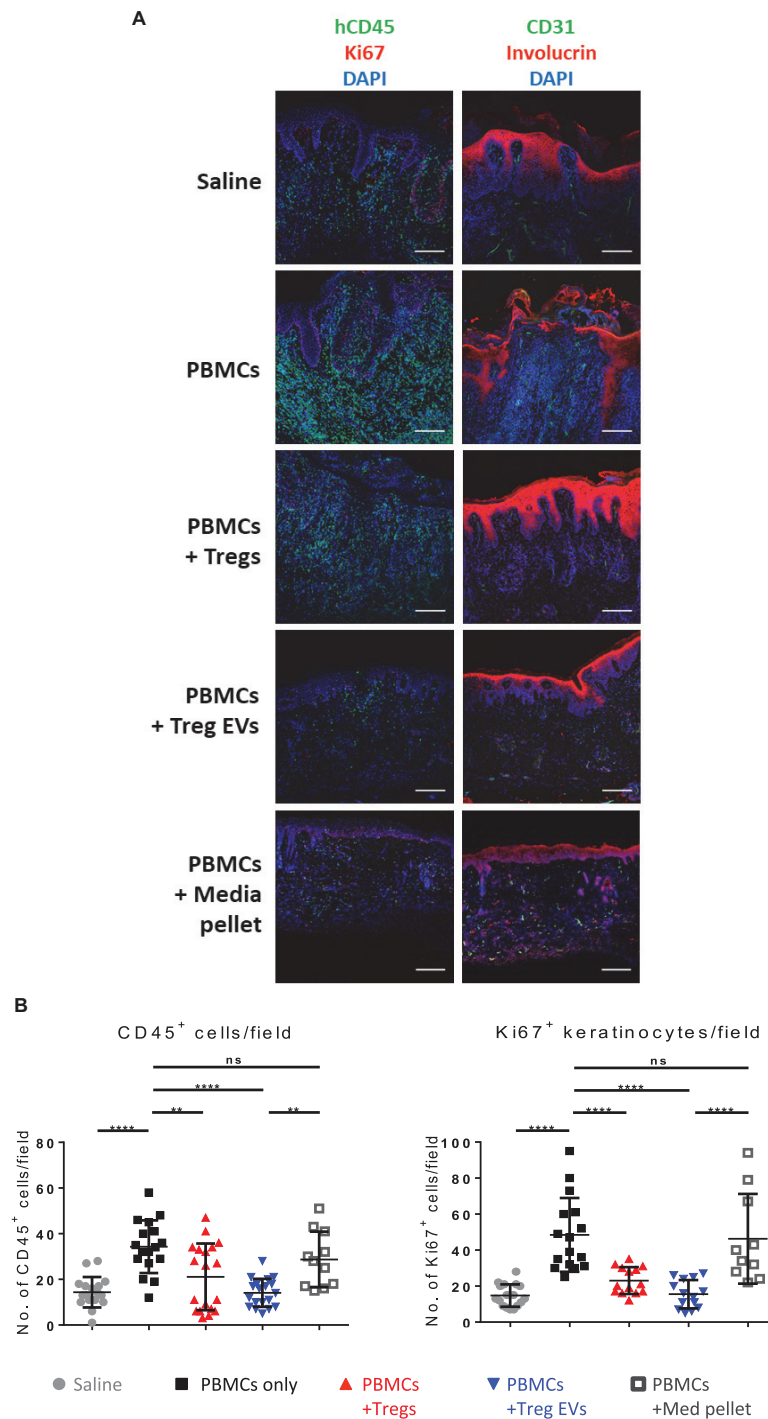 A
hCD45
Ki67
DAPI
CD31
Involucrin
DAPI
Saline
PBMCs
PBMCs
+ Tregs
PBMCs
+ Treg EVs
PBMCs
+ Media
pellet
B
CD45+ cells/field
ns
****
**
**
****
No. of CD45+ cells/field
80
60
40
20
0
Ki67+ keratinocytes/field
ns
****
****
****
****
No. of Ki67+ cells/field
100
80
60
40
20
0
Saline
PBMCs only
PBMCs
+Tregs
PBMCs
+Treg EVs
PBMCs
+Med pellet